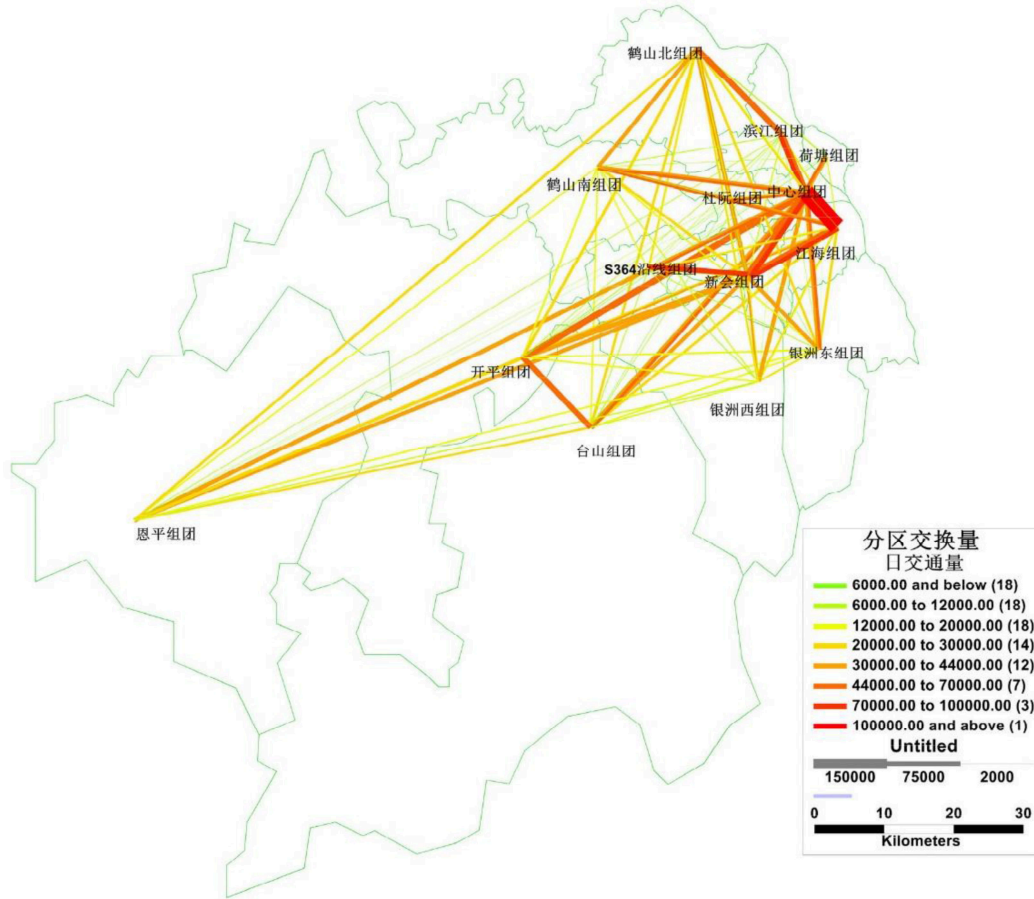 鹤山北组团
滨江组团
荷塘组团
鹤山南组团
杜阮组团
中心组团
江海组团
S364沿线组团
新会组团
银洲东组团
开平组团
银洲西组团
台山组团
恩平组团
分区交换量
日交通量
6000.00 and below (18)
6000.00 to 12000.00 (18)
12000.00 to 20000.00 (18)
20000.00 to 30000.00 (14)
30000.00 to 44000.00 (12)
44000.00 to 70000.00 (7)
70000.00 to 100000.00 (3)
100000.00 and above (1)
Untitled
150000 75000 2000
0 10 20 30
Kilometers